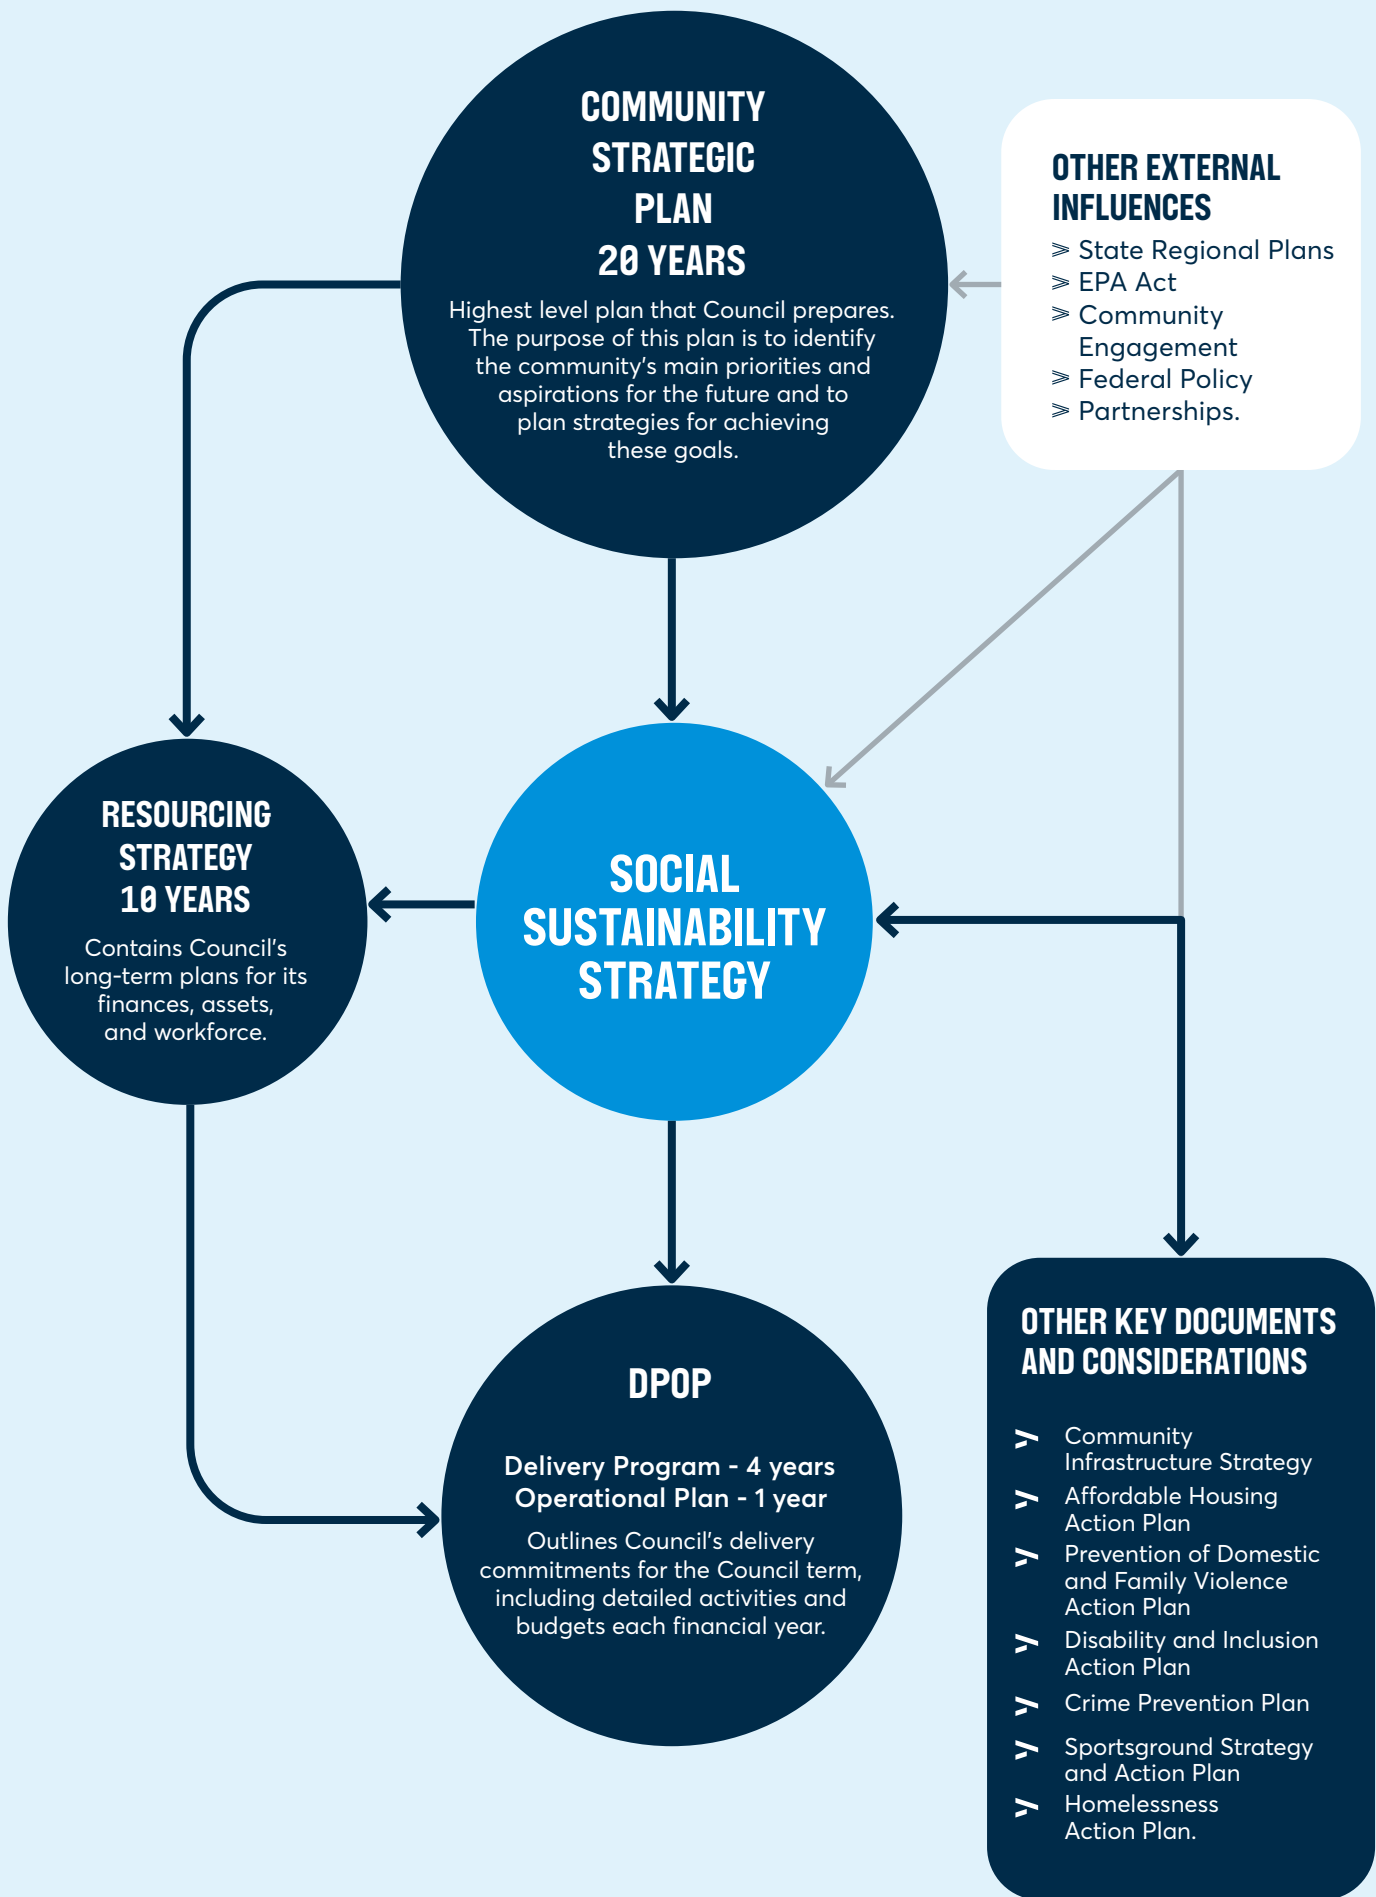 COMMUNITY
STRATEGIC
PLAN
20 YEARS
Highest level plan that Council prepares.
The purpose of this plan is to identify
the community's main priorities and
aspirations for the future and to
plan strategies for achieving
these goals.
OTHER EXTERNAL
INFLUENCES
State Regional Plans
EPA Act
Community
Engagement
Federal Policy
Partnerships.
RESOURCING
STRATEGY
10 YEARS
Contains Council's
long-term plans for its
finances, assets,
and workforce.
SOCIAL
SUSTAINABILITY
STRATEGY
DPOP
Delivery Program - 4 years
Operational Plan - 1 year
Outlines Council's delivery
commitments for the Council term,
including detailed activities and
budgets each financial year.
OTHER KEY DOCUMENTS
AND CONSIDERATIONS
Community
Infrastructure Strategy
Affordable Housing
Action Plan
Prevention of Domestic
and Family Violence
Action Plan
Disability and Inclusion
Action Plan
Crime Prevention Plan
Sportsground Strategy
and Action Plan
Homelessness
Action Plan.